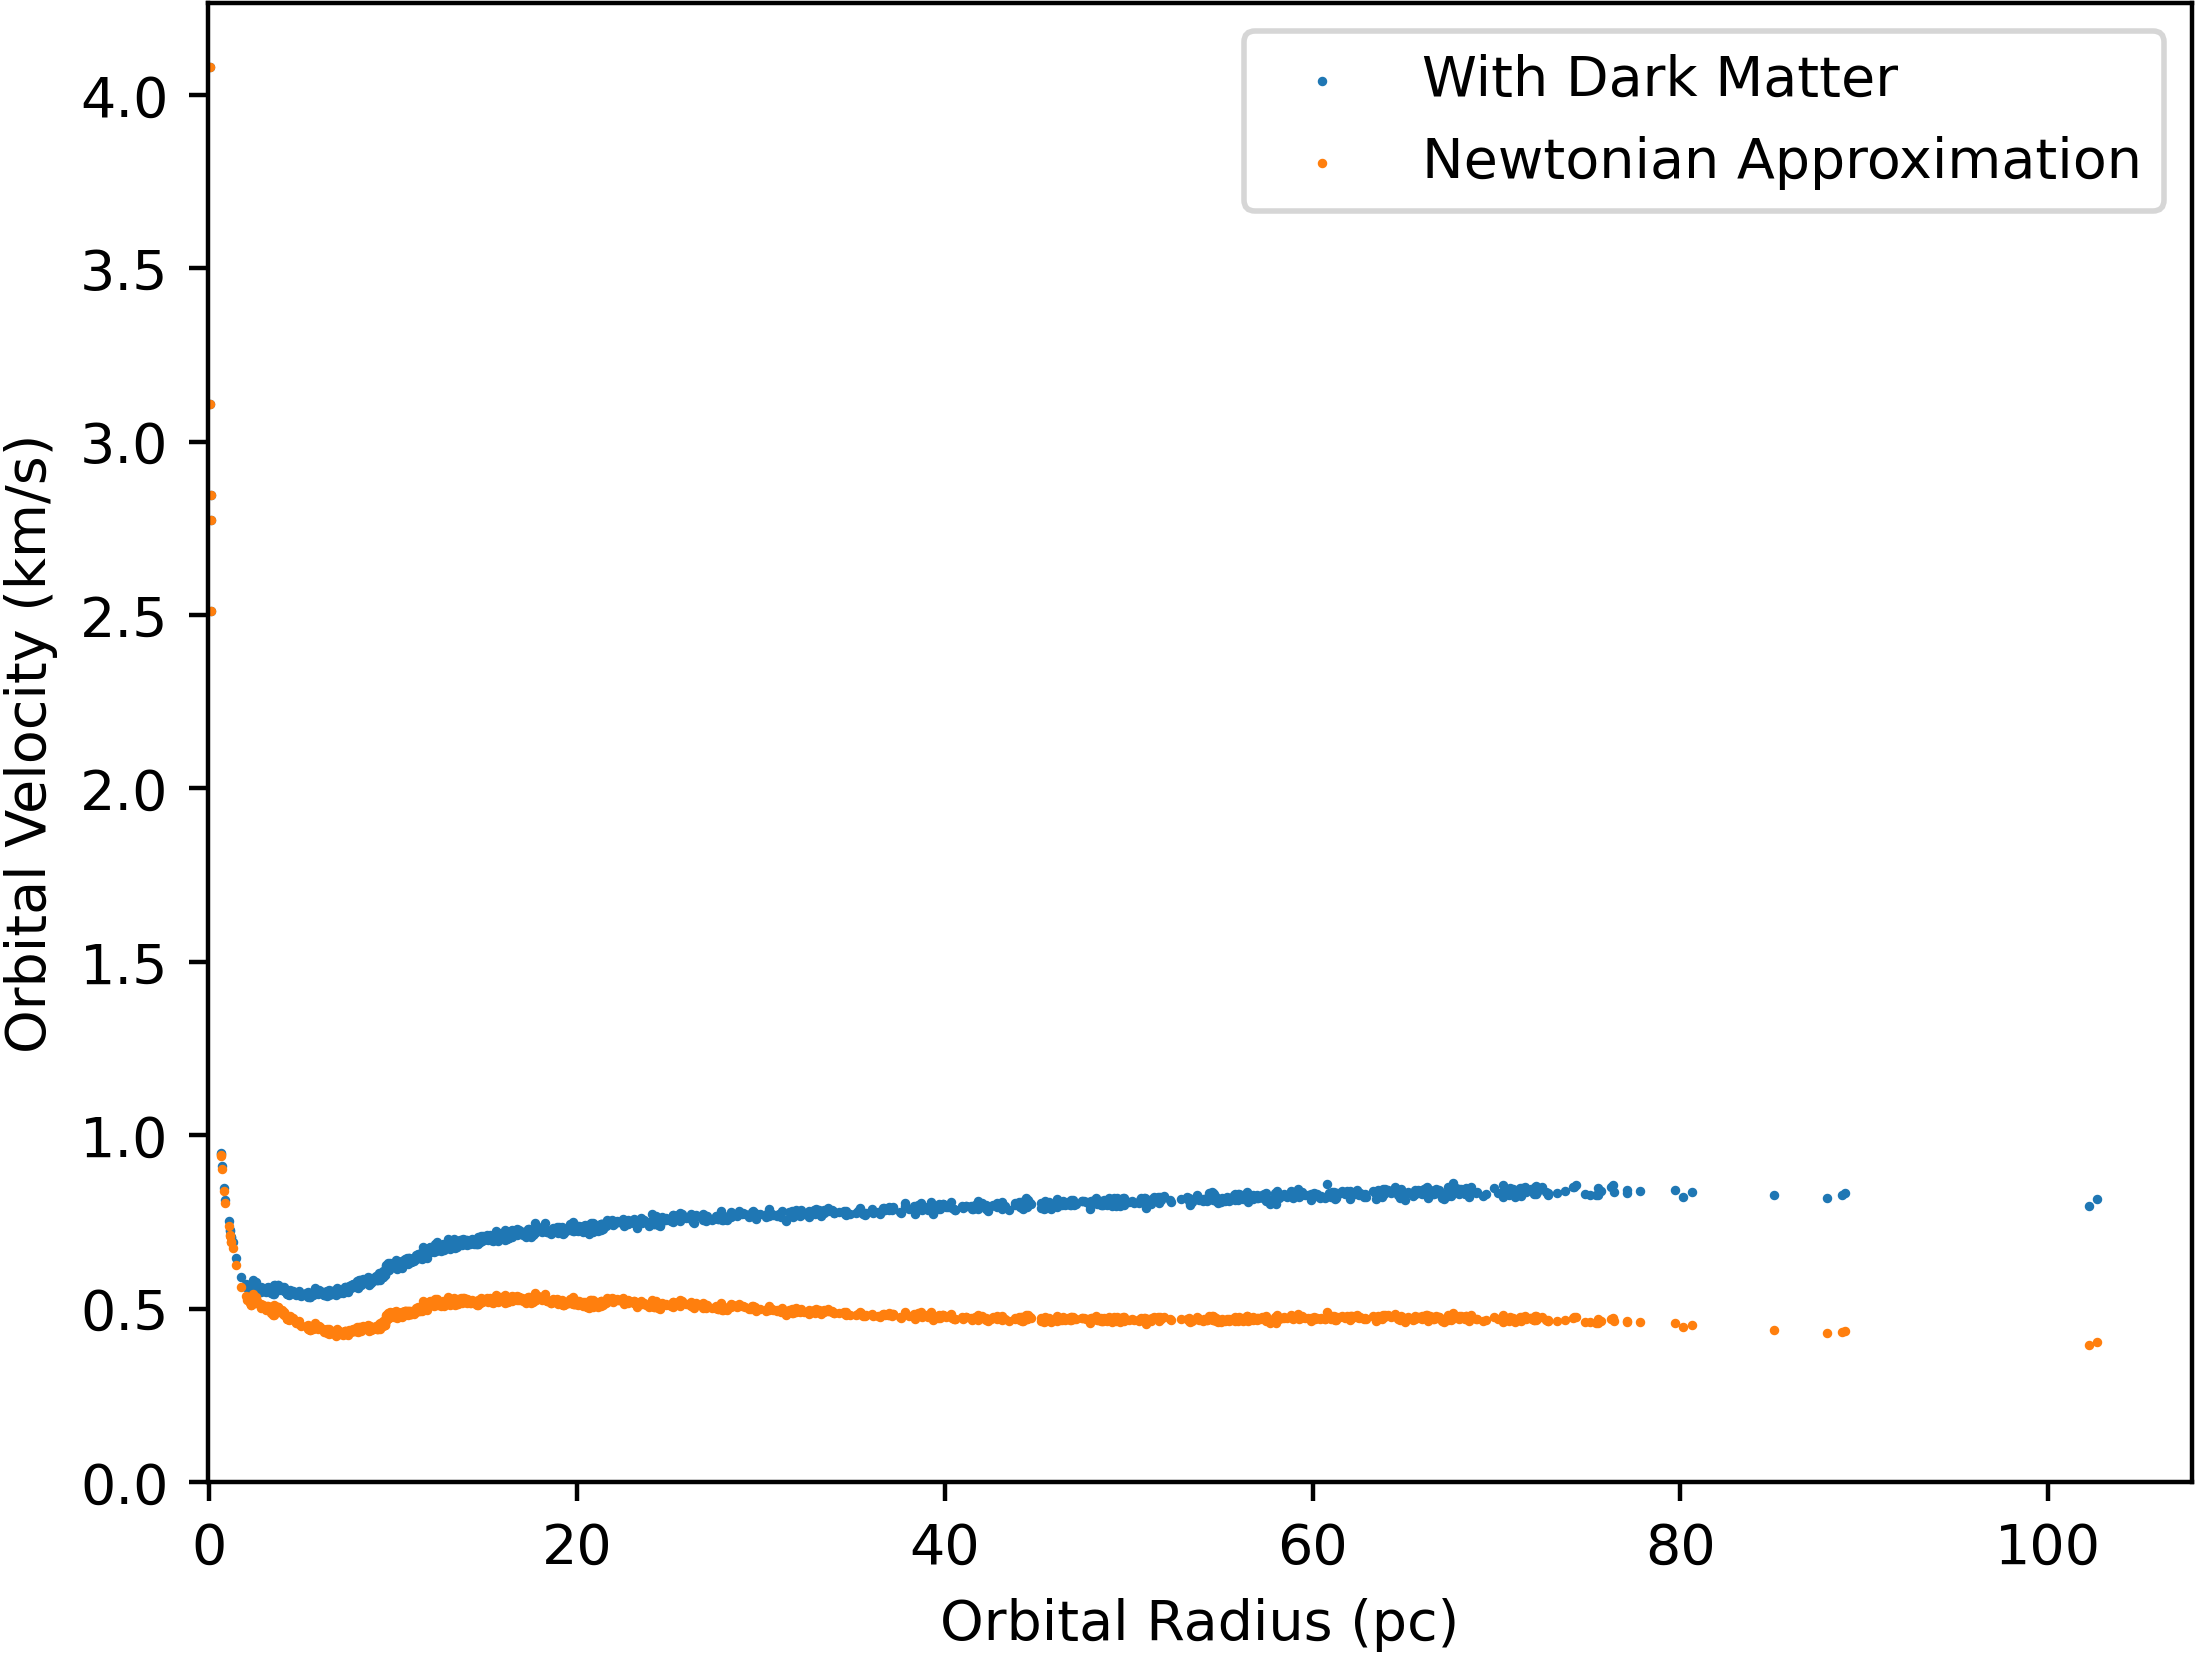 With Dark Matter
Newtonian Approximation
Orbital Velocity (km/s)
4.0
3.5
3.0
2.5
2.0
1.5
1.0
0.5
0.0
0 20 40 60 80 100
Orbital Radius (pc)